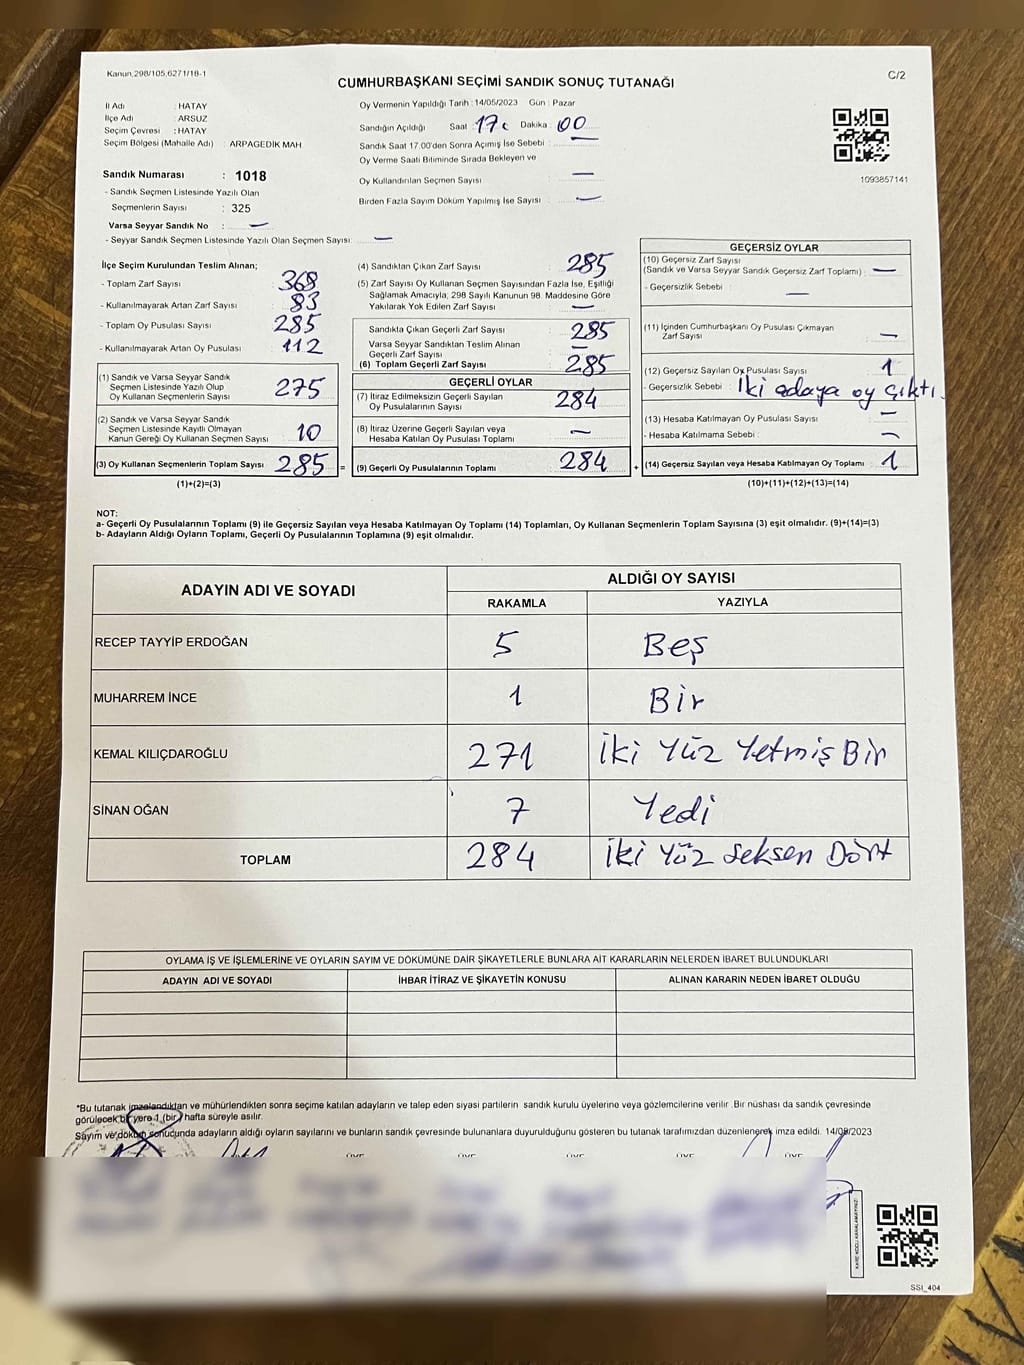 Kanun,298/105,6271/18-1
CUMHURBAŞKANI SEÇİMİ SANDIK SONUÇ TUTANAĞI
C/2
İl Adı : HATAY
İlçe Adı : ARSUZ
Seçim Çevresi : HATAY
Seçim Bölgesi (Mahalle Adı) : ARPAGEDİK MAH
Sandık Numarası : 1018
- Sandık Seçmen Listesinde Yazılı Olan
Seçmenlerin Sayısı : 325
Varsa Seyyar Sandık No : —
- Seyyar Sandık Seçmen Listesinde Yazılı Olan Seçmen Sayısı: —
Oy Vermenin Yapıldığı Tarih : 14/05/2023 Gün : Pazar
Sandığın Açıldığı Saat 17 Dakika : 00
Sandık Saat 17.00'den Sonra Açımış İse Sebebi : —
Oy Verme Saati Bitiminde Sırada Bekleyen ve
Oy Kullandırılan Seçmen Sayısı : —
Birden Fazla Sayım Döküm Yapılmış İse Sayısı : —
1093857141
İlçe Seçim Kurulundan Teslim Alınan;
- Toplam Zarf Sayısı : 368
- Kullanılmayarak Artan Zarf Sayısı : 83
- Toplam Oy Pusulası Sayısı : 285
- Kullanılmayarak Artan Oy Pusulası : 112
(1) Sandık ve Varsa Seyyar Sandık
Seçmen Listesinde Yazılı Olup
Oy Kullanan Seçmenlerin Sayısı : 275
(2) Sandık ve Varsa Seyyar Sandık
Seçmen Listesinde Kayıtlı Olmayan
Kanun Gereği Oy Kullanan Seçmen Sayısı : 10
(3) Oy Kullanan Seçmenlerin Toplam Sayısı : 285 =
(1)+(2)=(3)
(4) Sandıktan Çıkan Zarf Sayısı : 285
(5) Zarf Sayısı Oy Kullanan Seçmen Sayısından Fazla İse, Eşitliği
Sağlamak Amacıyla; 298 Sayılı Kanunun 98. Maddesine Göre
Yakılarak Yok Edilen Zarf Sayısı : —
Sandıkta Çıkan Geçerli Zarf Sayısı : 285
Varsa Seyyar Sandıktan Teslim Alınan
Geçerli Zarf Sayısı : —
(6) Toplam Geçerli Zarf Sayısı : 285
GEÇERLİ OYLAR
(7) İtiraz Edilmeksizin Geçerli Sayılan
Oy Pusulalarının Sayısı : 284
(8) İtiraz Üzerine Geçerli Sayılan veya
Hesaba Katılan Oy Pusulası Toplamı : —
(9) Geçerli Oy Pusulalarının Toplamı : 284 +
GEÇERSİZ OYLAR
(10) Geçersiz Zarf Sayısı
(Sandık ve Varsa Seyyar Sandık Geçersiz Zarf Toplamı) : —
- Geçersizlik Sebebi : —
(11) İçinden Cumhurbaşkanı Oy Pusulası Çıkmayan
Zarf Sayısı : —
(12) Geçersiz Sayılan Oy Pusulası Sayısı : 1
- Geçersizlik Sebebi : İki adaya oy çıktı.
(13) Hesaba Katılmayan Oy Pusulası Sayısı : —
- Hesaba Katılmama Sebebi : —
(14) Geçersiz Sayılan veya Hesaba Katılmayan Oy Toplamı : 1
(10)+(11)+(12)+(13)=(14)
NOT:
a- Geçerli Oy Pusulalarının Toplamı (9) ile Geçersiz Sayılan veya Hesaba Katılmayan Oy Toplamı (14) Toplamları, Oy Kullanan Seçmenlerin Toplam Sayısına (3) eşit olmalıdır. (9)+(14)=(3)
b- Adayların Aldığı Oyların Toplamı, Geçerli Oy Pusulalarının Toplamına (9) eşit olmalıdır.
ADAYIN ADI VE SOYADI ALDIĞI OY SAYISI
RAKAMLA YAZIYLA
RECEP TAYYİP ERDOĞAN 5 Beş
MUHARREM İNCE 1 Bir
KEMAL KILIÇDAROĞLU 271 İki Yüz Yetmiş Bir
SİNAN OĞAN 7 Yedi
TOPLAM 284 İki Yüz Seksen Dört
OYLAMA İŞ VE İŞLEMLERİNE VE OYLARIN SAYIM VE DÖKÜMÜNE DAİR ŞİKAYETLERLE BUNLARA AİT KARARLARIN NELERDEN İBARET BULUNDUKLARI
ADAYIN ADI VE SOYADI İHBAR İTİRAZ VE ŞİKAYETİN KONUSU ALINAN KARARIN NEDEN İBARET OLDUĞU
*Bu tutanak imzalandıktan ve mühürlendikten sonra seçime katılan adayların ve talep eden siyasi partilerin sandık kurulu üyelerine veya gözlemcilerine verilir .Bir nüshası da sandık çevresinde
görülecek bir yere 1 (bir) hafta süreyle asılır.
Sayım ve döküm sonucunda adayların aldığı oyların sayılarını ve bunların sandık çevresinde bulunanlara duyurulduğunu gösteren bu tutanak tarafımızdan düzenlenerek imza edildi. 14/05/2023
SSI_404